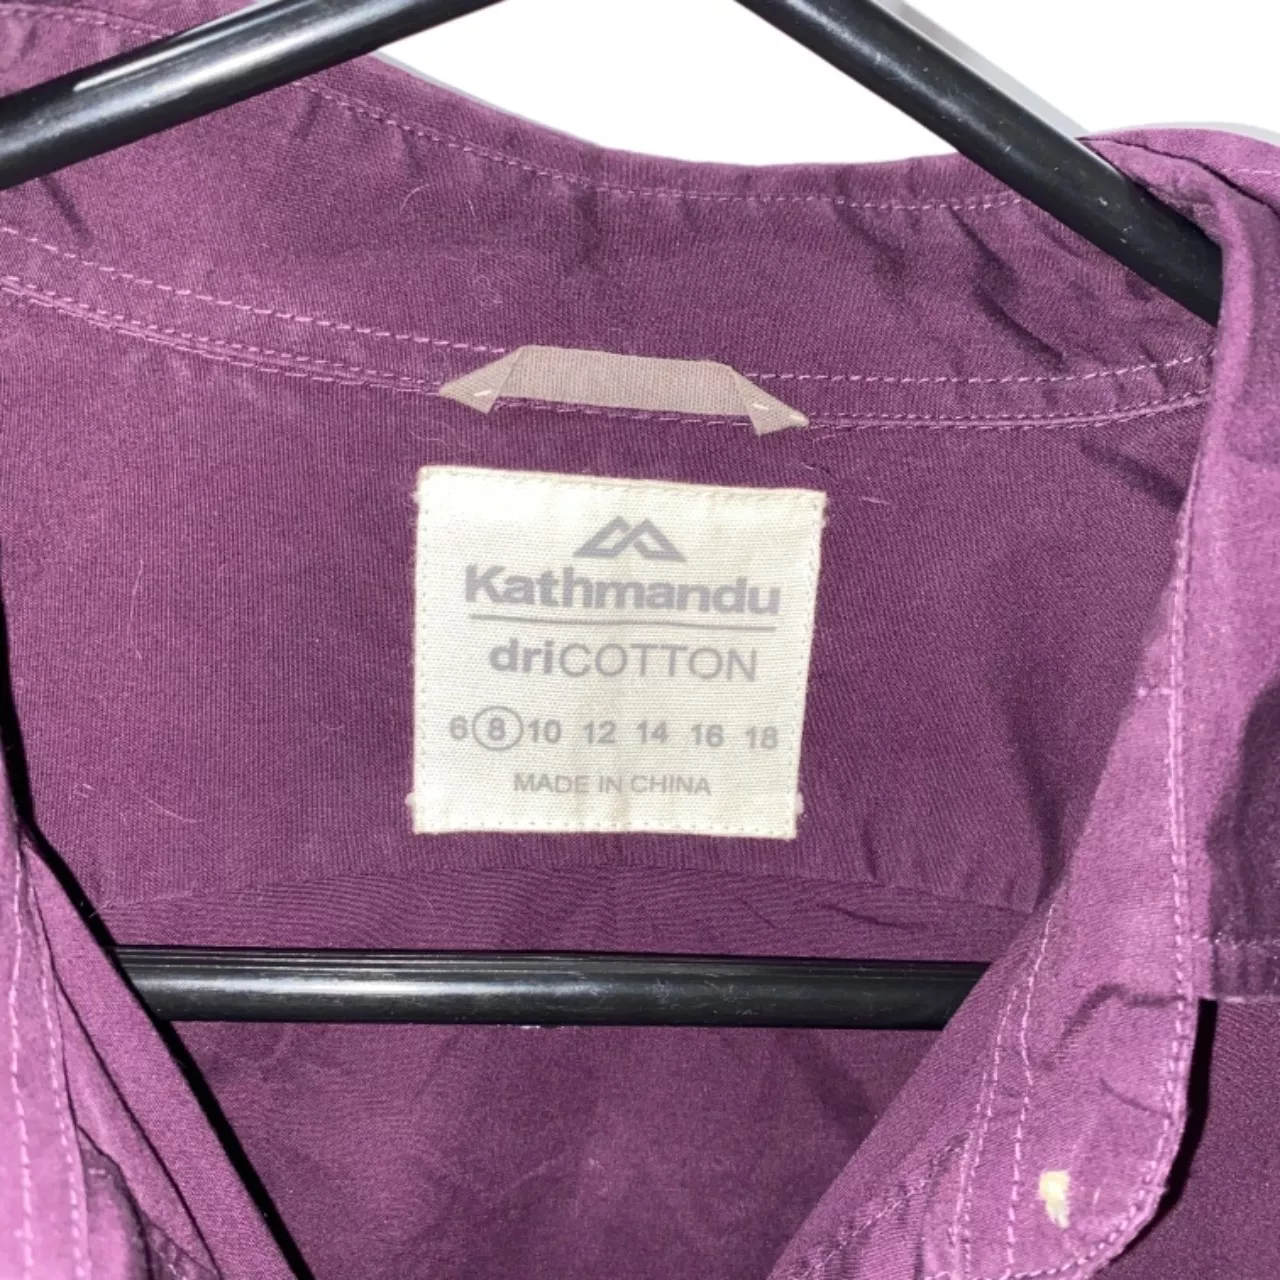 Kathmandu
driCOTTON
6 8 10 12 14 16 18
MADE IN CHINA